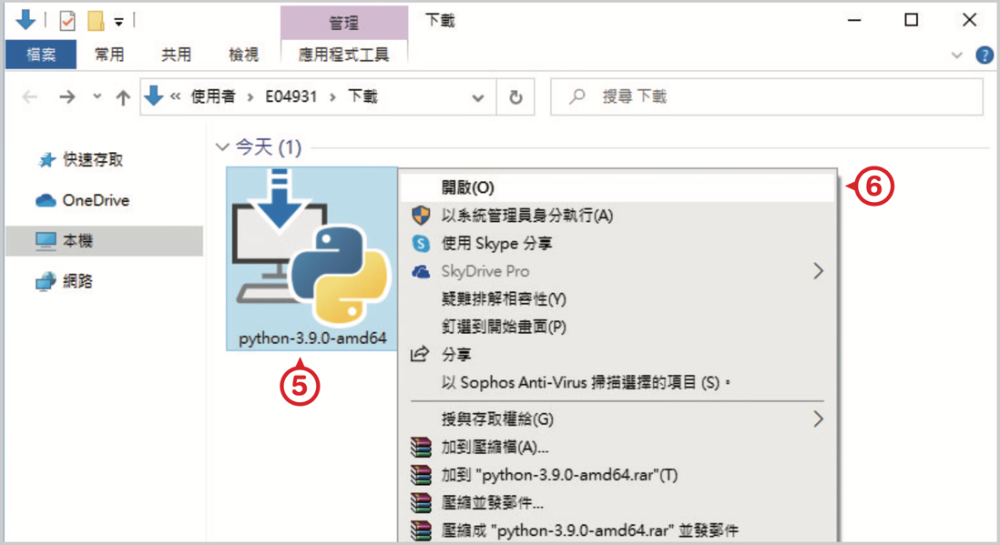 管理
下載
檔案
常用
共用
檢視
應用程式工具
?
« 使用者 › E04931 › 下載
搜尋 下載
快速存取
OneDrive
本機
網路
今天 (1)
python-3.9.0-amd64
⑤
開啟(O)
⑥
以系統管理員身分執行(A)
使用 Skype 分享
SkyDrive Pro
疑難排解相容性(Y)
釘選到開始畫面(P)
分享
以 Sophos Anti-Virus 掃描選擇的項目 (S)。
授與存取權給(G)
加到壓縮檔(A)...
加到 "python-3.9.0-amd64.rar"(T)
壓縮並發郵件...
壓縮成 "python-3.9.0-amd64.rar" 並發郵件